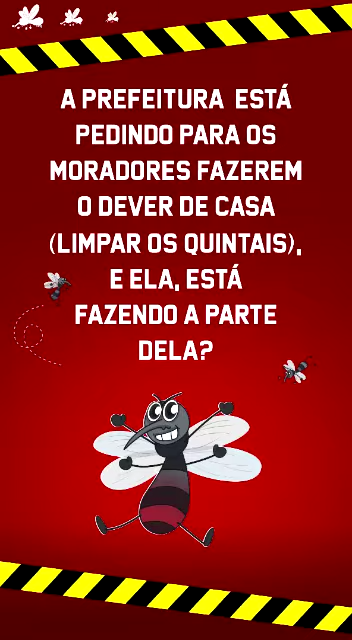 A PREFEITURA ESTÁ
PEDINDO PARA OS
MORADORES FAZEREM
O DEVER DE CASA
(LIMPAR OS QUINTAIS),
E ELA, ESTÁ
FAZENDO A PARTE
DELA?